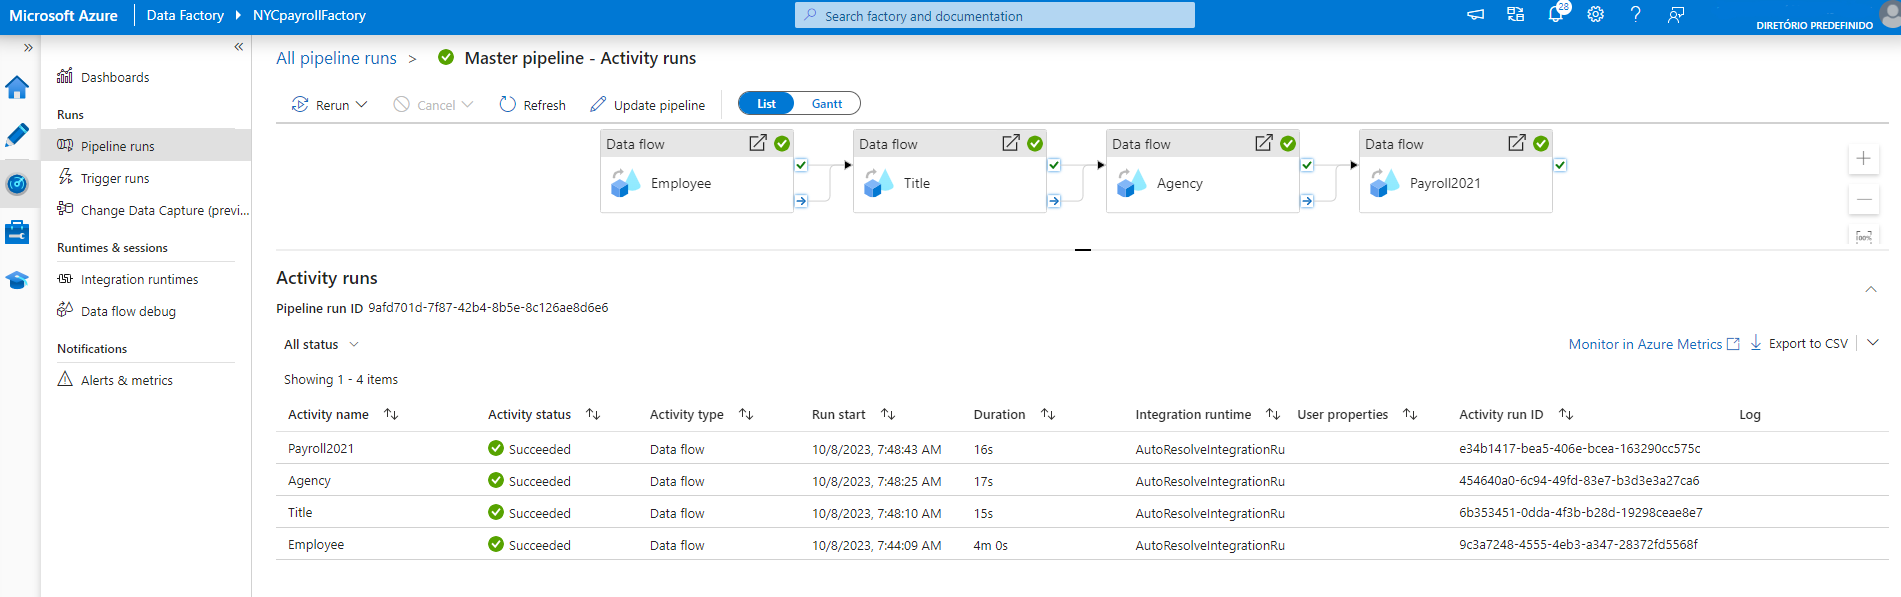 Microsoft Azure Data Factory NYCpayrollFactory Search factory and documentation 28 DIRETÓRIO PREDEFINIDO
Dashboards
Runs
Pipeline runs
Trigger runs
Change Data Capture (previ...
Runtimes & sessions
Integration runtimes
Data flow debug
Notifications
Alerts & metrics
All pipeline runs > Master pipeline - Activity runs
Rerun Cancel Refresh Update pipeline List Gantt
Data flow Data flow Data flow Data flow
Employee Title Agency Payroll2021
100%
Activity runs
Pipeline run ID 9afd701d-7f87-42b4-8b5e-8c126ae8d6e6
All status Monitor in Azure Metrics Export to CSV
Showing 1 - 4 items
Activity name Activity status Activity type Run start Duration Integration runtime User properties Activity run ID Log
Payroll2021 Succeeded Data flow 10/8/2023, 7:48:43 AM 16s AutoResolveIntegrationRu e34b1417-bea5-406e-bcea-163290cc575c
Agency Succeeded Data flow 10/8/2023, 7:48:25 AM 17s AutoResolveIntegrationRu 454640a0-6c94-49fd-83e7-b3d3e3a27ca6
Title Succeeded Data flow 10/8/2023, 7:48:10 AM 15s AutoResolveIntegrationRu 6b353451-0dda-4f3b-b28d-19298ceae8e7
Employee Succeeded Data flow 10/8/2023, 7:44:09 AM 4m 0s AutoResolveIntegrationRu 9c3a7248-4555-4eb3-a347-28372fd5568f